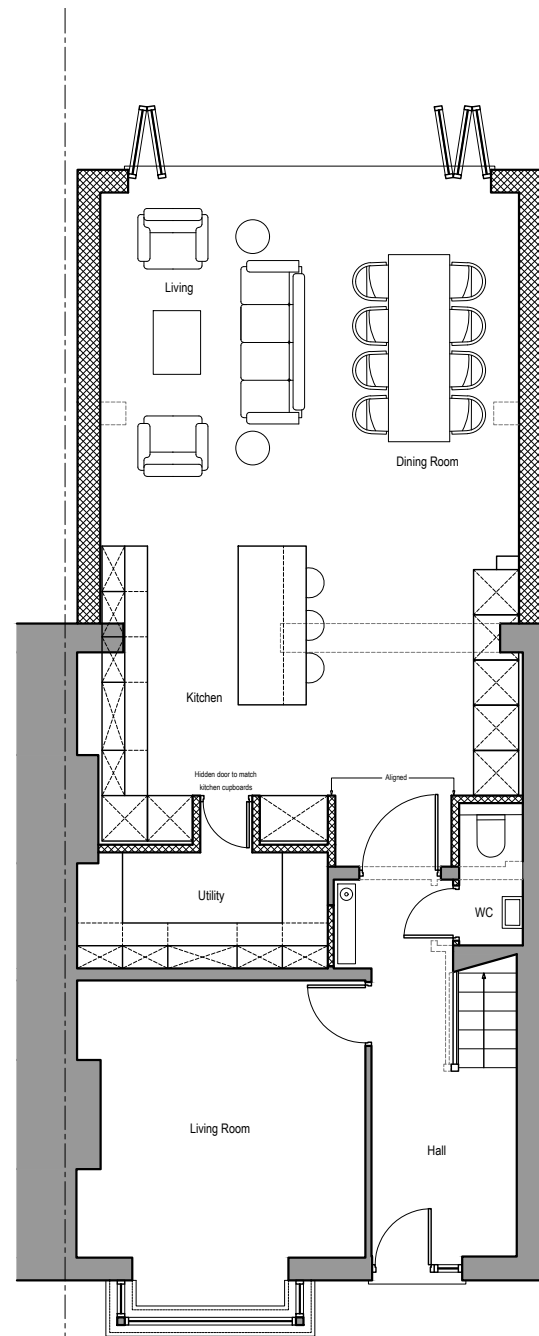 Living
Dining Room
Kitchen
Hidden door to match
kitchen cupboards
Aligned
Utility
WC
Living Room
Hall